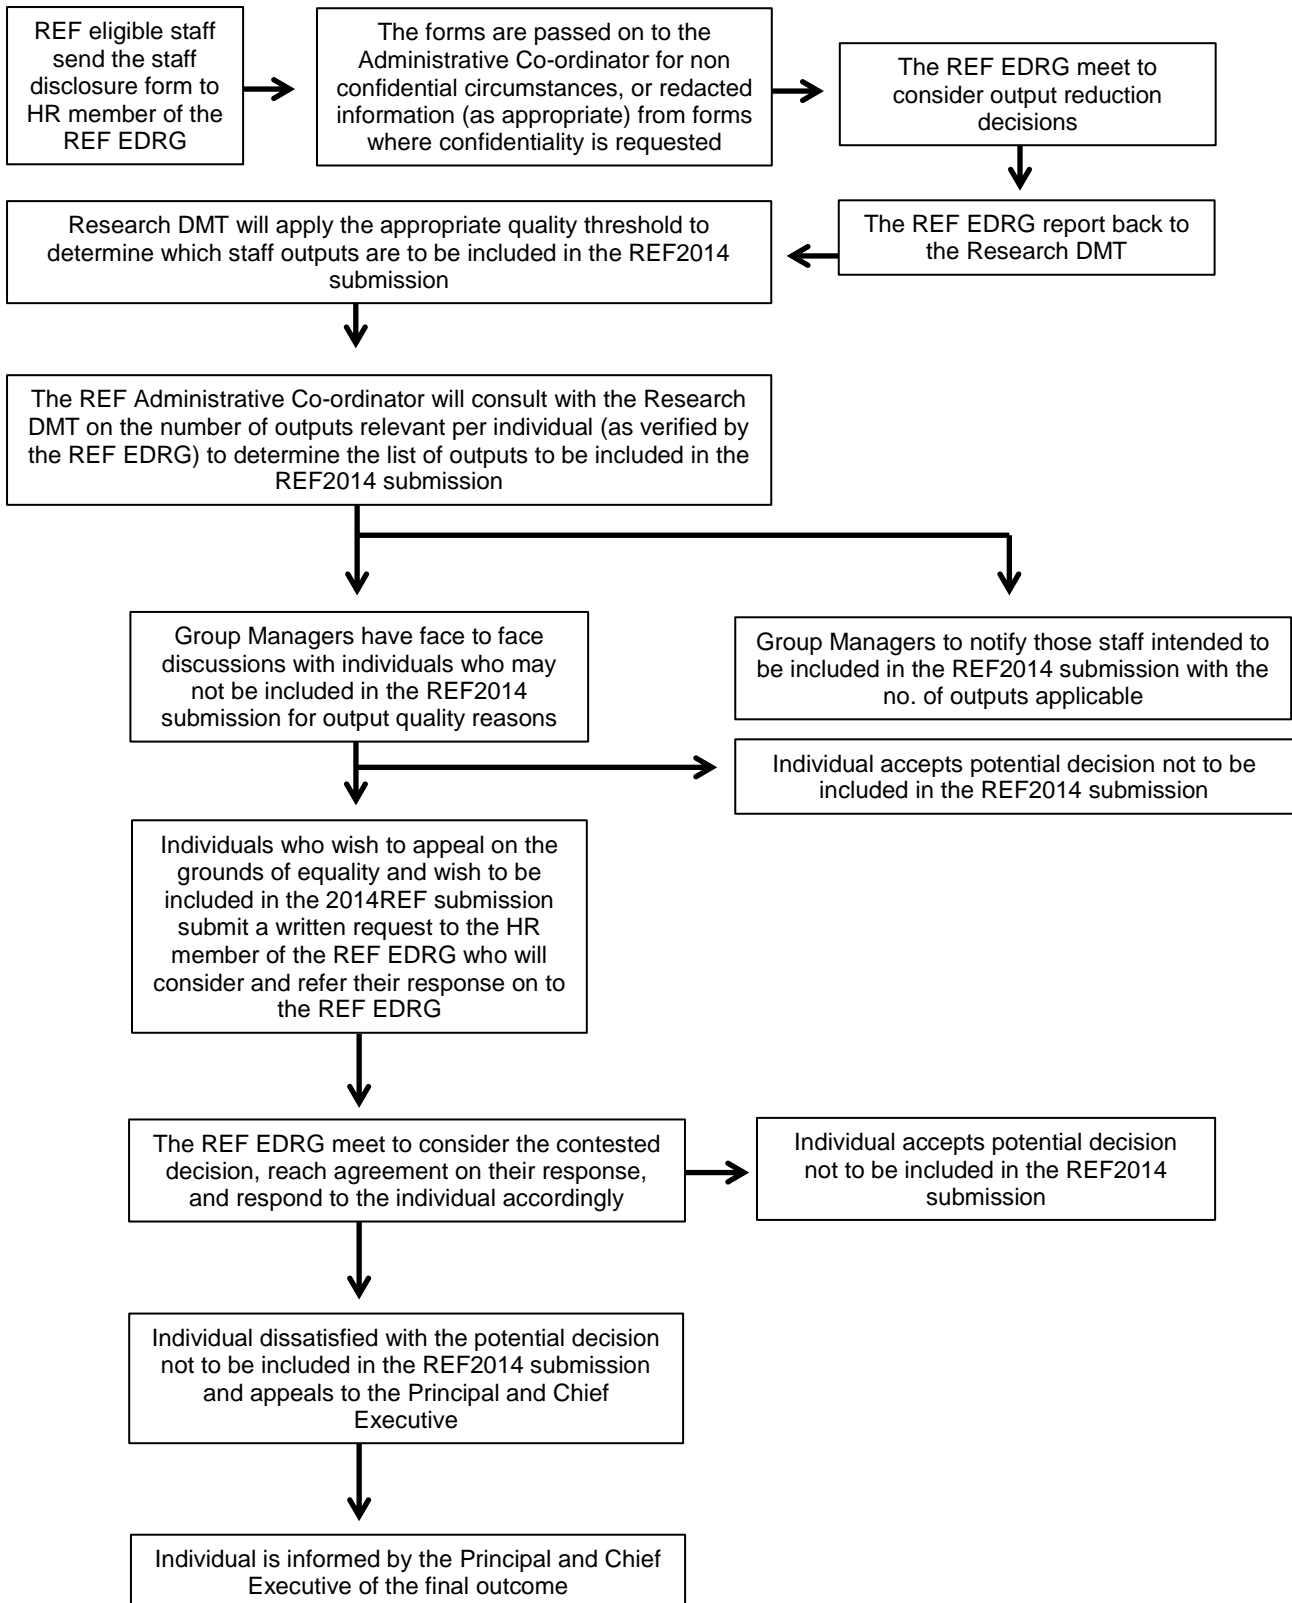 REF eligible staff
send the staff
disclosure form to
HR member of the
REF EDRG
The forms are passed on to the
Administrative Co-ordinator for non
confidential circumstances, or redacted
information (as appropriate) from forms
where confidentiality is requested
The REF EDRG meet to
consider output reduction
decisions
The REF EDRG report back to
the Research DMT
Research DMT will apply the appropriate quality threshold to
determine which staff outputs are to be included in the REF2014
submission
The REF Administrative Co-ordinator will consult with the Research
DMT on the number of outputs relevant per individual (as verified by
the REF EDRG) to determine the list of outputs to be included in the
REF2014 submission
Group Managers have face to face
discussions with individuals who may
not be included in the REF2014
submission for output quality reasons
Group Managers to notify those staff intended to
be included in the REF2014 submission with the
no. of outputs applicable
Individual accepts potential decision not to be
included in the REF2014 submission
Individuals who wish to appeal on the
grounds of equality and wish to be
included in the 2014REF submission
submit a written request to the HR
member of the REF EDRG who will
consider and refer their response on to
the REF EDRG
The REF EDRG meet to consider the contested
decision, reach agreement on their response,
and respond to the individual accordingly
Individual accepts potential decision
not to be included in the REF2014
submission
Individual dissatisfied with the potential decision
not to be included in the REF2014 submission
and appeals to the Principal and Chief
Executive
Individual is informed by the Principal and Chief
Executive of the final outcome